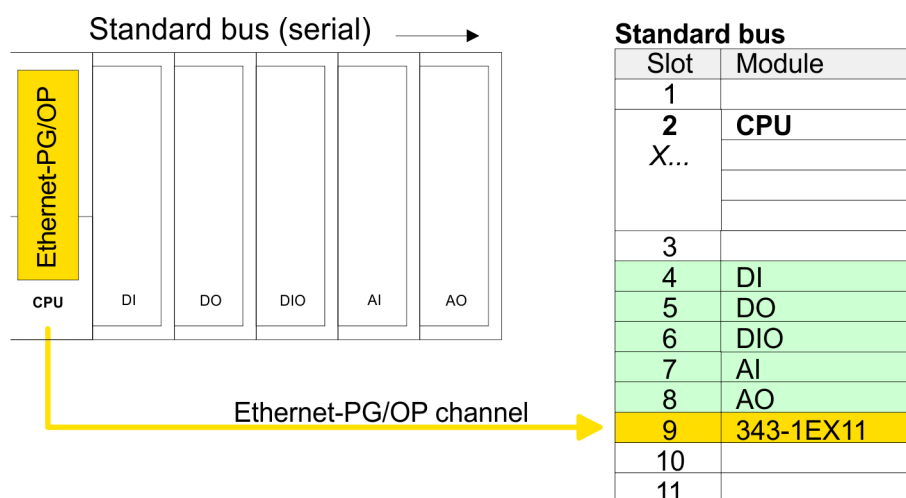 Standard bus (serial)
Ethernet-PG/OP
CPU
DI
DO
DIO
AI
AO
Ethernet-PG/OP channel
Standard bus
Slot Module
1
2 CPU
X...
3
4 DI
5 DO
6 DIO
7 AI
8 AO
9 343-1EX11
10
11